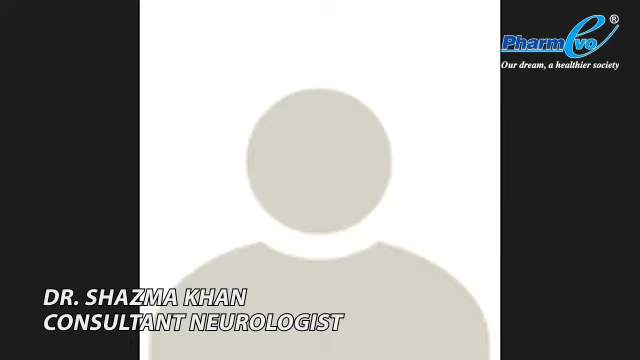 PharmEvo®
Our dream, a healthier society
DR. SHAZMA KHAN
CONSULTANT NEUROLOGIST